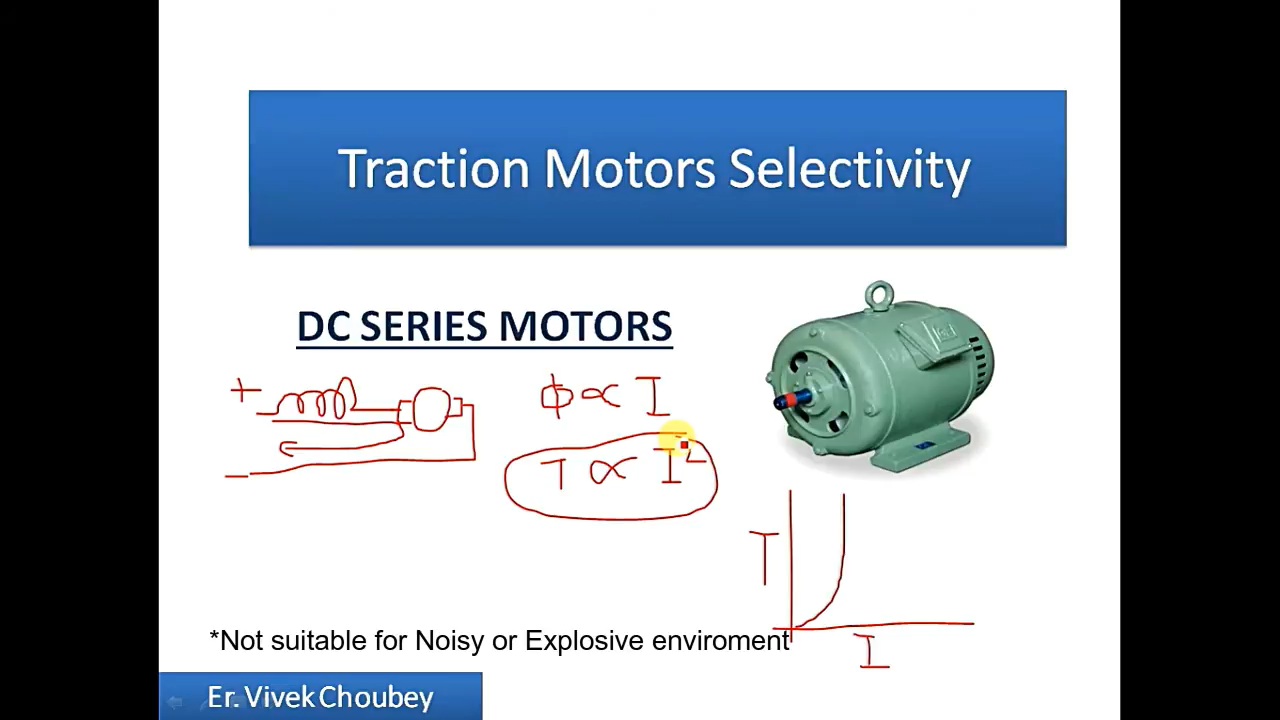 Traction Motors Selectivity
DC SERIES MOTORS
+
ϕ ∝ I
T ∝ I²
−
T
I
*Not suitable for Noisy or Explosive enviroment
Er. Vivek Choubey